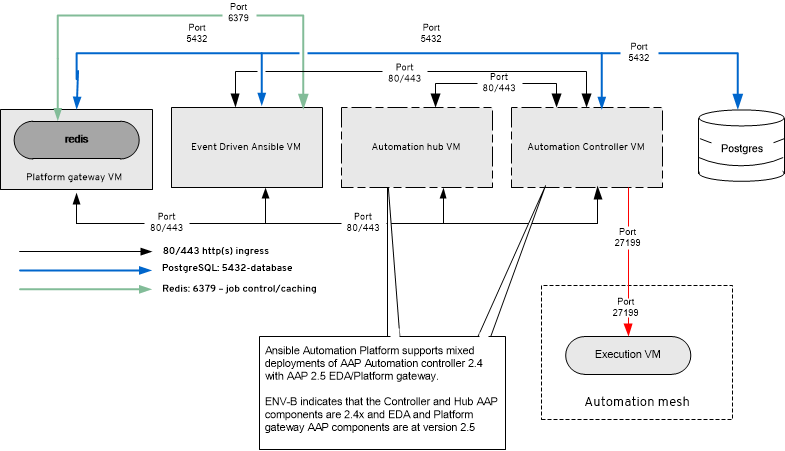 Port
6379
Port
5432
Port
5432
Port
5432
Port
80/443
Port
80/443
redis
Platform gateway VM
Event Driven Ansible VM
Automation hub VM
Automation Controller VM
Postgres
Port
80/443
Port
80/443
Port
27199
80/443 http(s) ingress
PostgreSQL: 5432-database
Redis: 6379 – job control/caching
Port
27199
Execution VM
Automation mesh
Ansible Automation Platform supports mixed
deployments of AAP Automation controller 2.4
with AAP 2.5 EDA/Platform gateway.
ENV-B indicates that the Controller and Hub AAP
components are 2.4x and EDA and Platform
gateway AAP components are at version 2.5